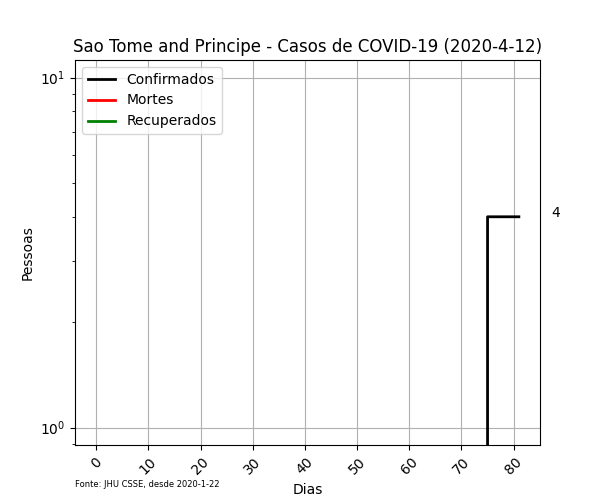 Sao Tome and Principe - Casos de COVID-19 (2020-4-12)
10¹
Confirmados
Mortes
Recuperados
4
Pessoas
10⁰
0 10 20 30 40 50 60 70 80
Fonte: JHU CSSE, desde 2020-1-22
Dias